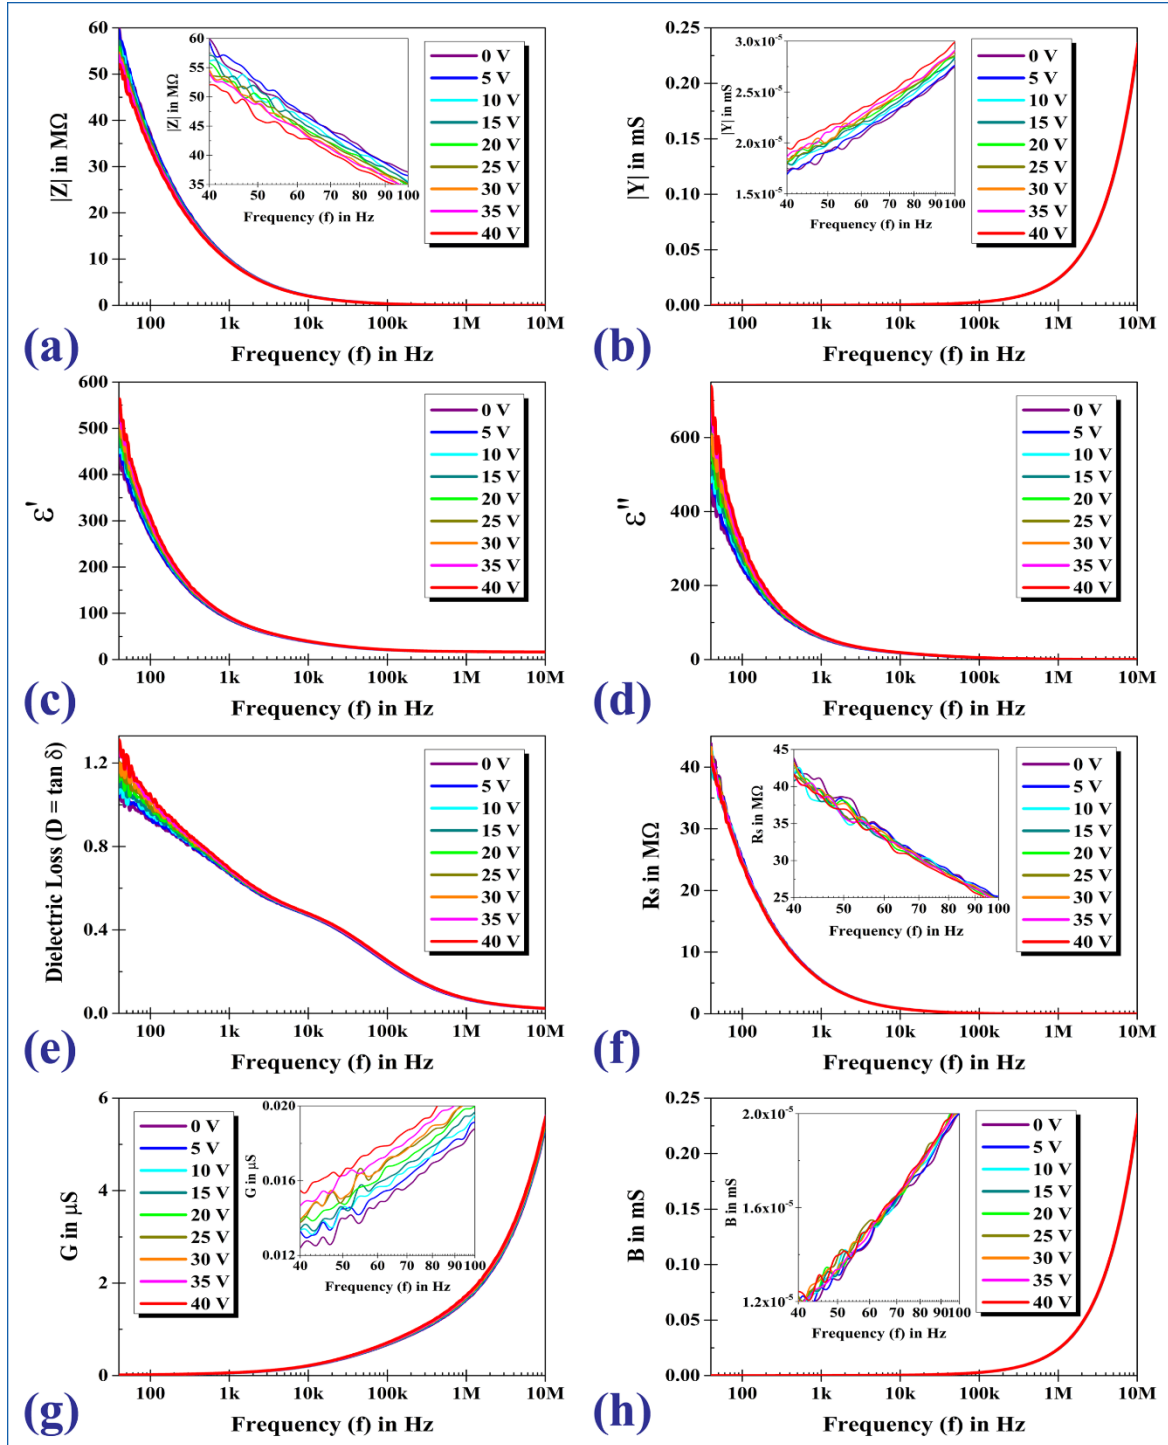 60
50
40
30
20
10
0
|Z| in MΩ
100 1k 10k 100k 1M 10M
Frequency (f) in Hz
60
55
50
45
40
35
|Z| in MΩ
40 50 60 70 80 90 100
Frequency (f) in Hz
0 V
5 V
10 V
15 V
20 V
25 V
30 V
35 V
40 V
(a)
0.25
0.20
0.15
0.10
0.05
0.00
|Y| in mS
100 1k 10k 100k 1M 10M
Frequency (f) in Hz
3.0x10⁻⁵
2.5x10⁻⁵
2.0x10⁻⁵
1.5x10⁻⁵
|Y| in mS
40 50 60 70 80 90 100
Frequency (f) in Hz
0 V
5 V
10 V
15 V
20 V
25 V
30 V
35 V
40 V
(b)
600
500
400
300
200
100
0
ε'
100 1k 10k 100k 1M 10M
Frequency (f) in Hz
0 V
5 V
10 V
15 V
20 V
25 V
30 V
35 V
40 V
(c)
600
400
200
0
ε''
100 1k 10k 100k 1M 10M
Frequency (f) in Hz
0 V
5 V
10 V
15 V
20 V
25 V
30 V
35 V
40 V
(d)
1.2
0.8
0.4
0.0
Dielectric Loss (D = tan δ)
100 1k 10k 100k 1M 10M
Frequency (f) in Hz
0 V
5 V
10 V
15 V
20 V
25 V
30 V
35 V
40 V
(e)
40
30
20
10
0
Rs in MΩ
100 1k 10k 100k 1M 10M
Frequency (f) in Hz
45
40
35
30
25
Rs in MΩ
40 50 60 70 80 90 100
Frequency (f) in Hz
0 V
5 V
10 V
15 V
20 V
25 V
30 V
35 V
40 V
(f)
6
4
2
0
G in µS
100 1k 10k 100k 1M 10M
Frequency (f) in Hz
0 V
5 V
10 V
15 V
20 V
25 V
30 V
35 V
40 V
0.020
0.016
0.012
G in µS
40 50 60 70 80 90 100
Frequency (f) in Hz
(g)
0.25
0.20
0.15
0.10
0.05
0.00
B in mS
100 1k 10k 100k 1M 10M
Frequency (f) in Hz
2.0x10⁻⁵
1.6x10⁻⁵
1.2x10⁻⁵
B in mS
40 50 60 70 80 90 100
Frequency (f) in Hz
0 V
5 V
10 V
15 V
20 V
25 V
30 V
35 V
40 V
(h)